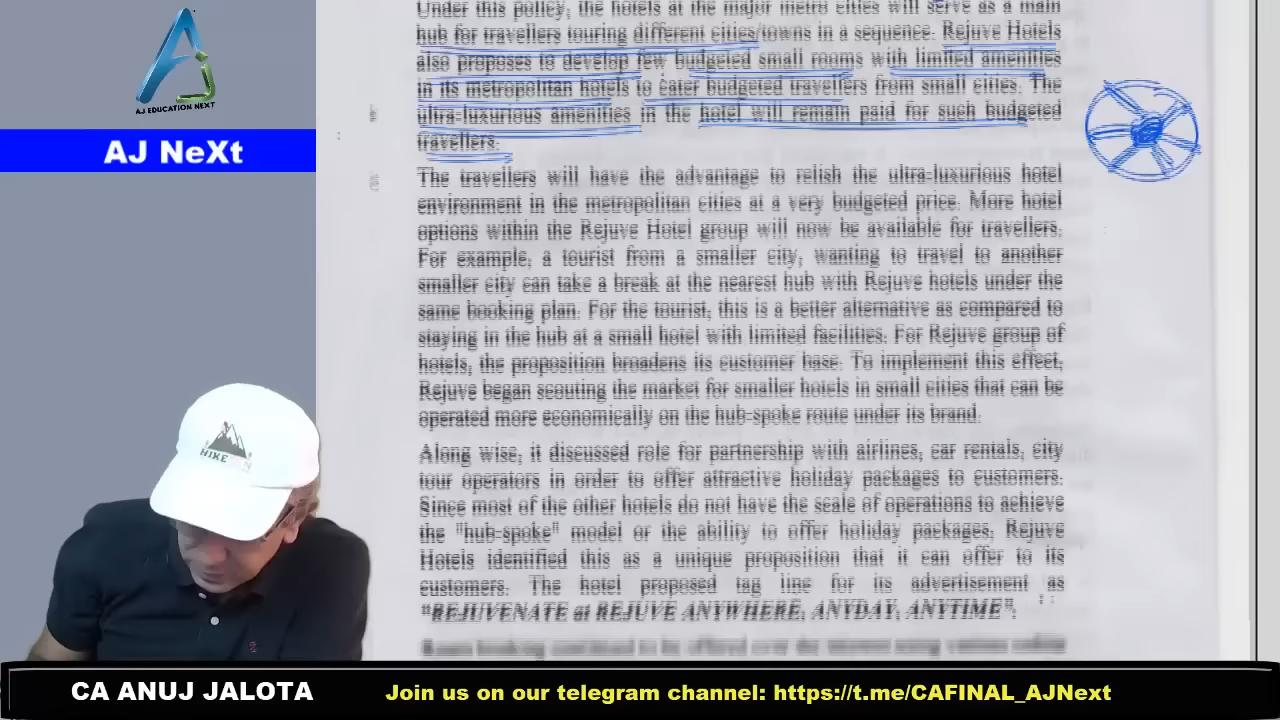 Under this policy, the hotels at the major metro cities will serve as a main
hub for travellers touring different cities/towns in a sequence. Rejuve Hotels
also proposes to develop few budgeted small rooms with limited amenities
in its metropolitan hotels to cater budgeted travellers from small cities. The
ultra-luxurious amenities in the hotel will remain paid for such budgeted
travellers.
The travellers will have the advantage to relish the ultra-luxurious hotel
environment in the metropolitan cities at a very budgeted price. More hotel
options within the Rejuve Hotel group will now be available for travellers.
For example, a tourist from a smaller city, wanting to travel to another
smaller city can take a break at the nearest hub with Rejuve hotels under the
same booking plan. For the tourist, this is a better alternative as compared to
staying in the hub at a small hotel with limited facilities. For Rejuve group of
hotels, the proposition broadens its customer base. To implement this effect,
Rejuve began scouting the market for smaller hotels in small cities that can be
operated more economically on the hub-spoke route under its brand.
Along wise, it discussed role for partnership with airlines, car rentals, city
tour operators in order to offer attractive holiday packages to customers.
Since most of the other hotels do not have the scale of operations to achieve
the "hub-spoke" model or the ability to offer holiday packages, Rejuve
Hotels identified this as a unique proposition that it can offer to its
customers. The hotel proposed tag line for its advertisement as
"REJUVENATE at REJUVE ANYWHERE, ANYDAY, ANYTIME".
AJ EDUCATION NEXT
AJ NeXt
HIKE
CA ANUJ JALOTA
Join us on our telegram channel: https://t.me/CAFINAL_AJNext